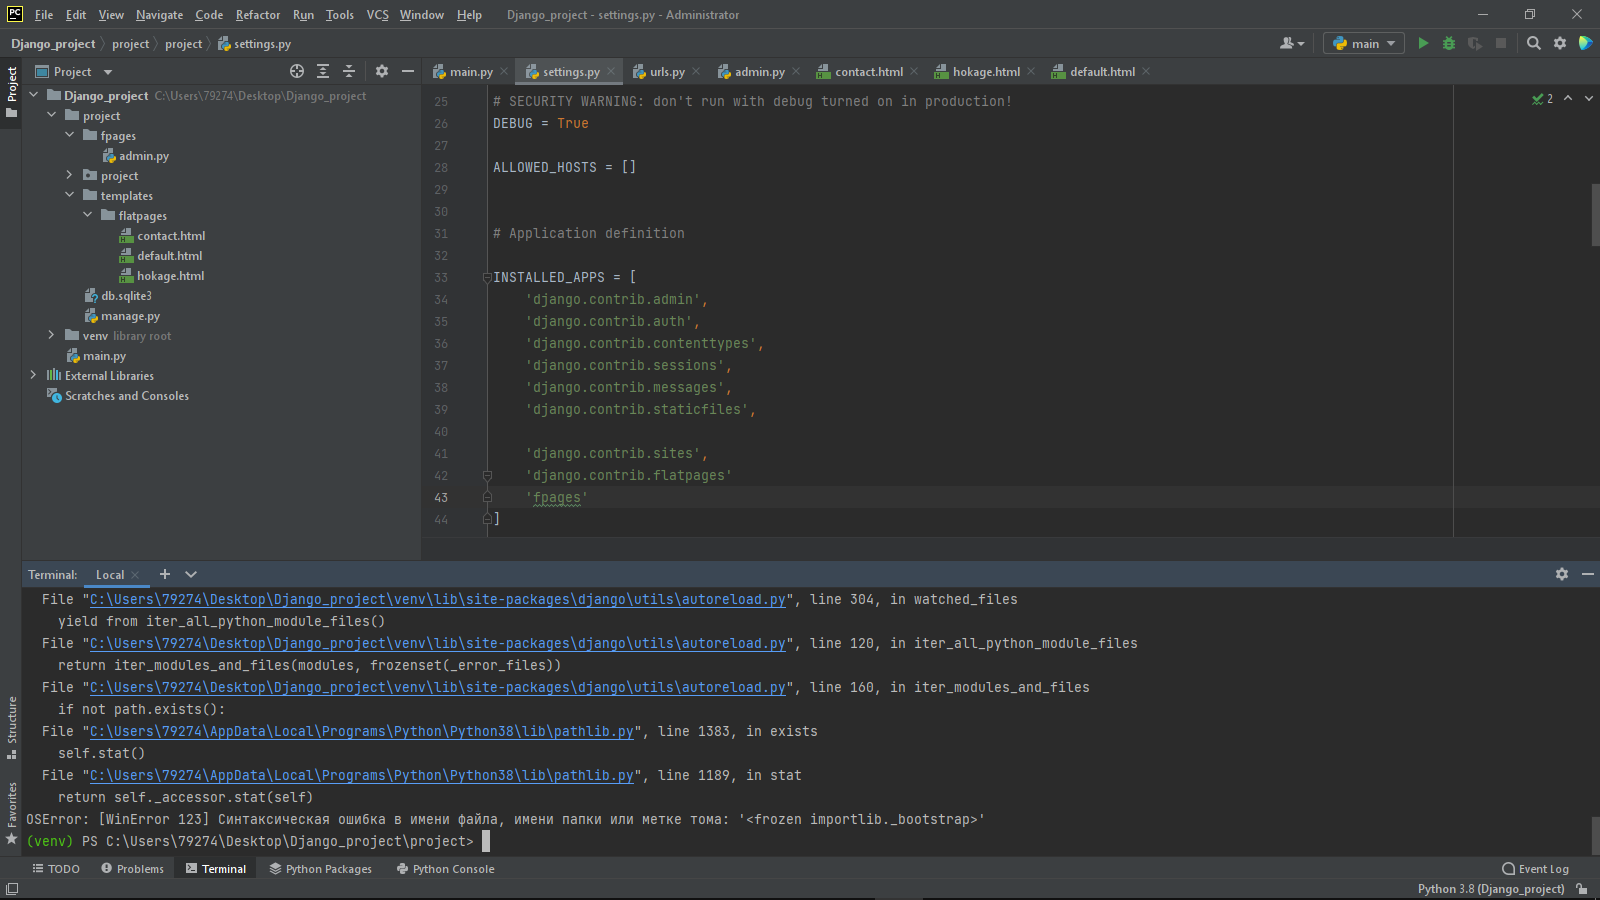 PC File Edit View Navigate Code Refactor Run Tools VCS Window Help Django_project - settings.py - Administrator
Django_project project project settings.py main
Project
Project
main.py settings.py urls.py admin.py contact.html hokage.html default.html
Django_project C:\Users\79274\Desktop\Django_project
project
fpages
admin.py
project
templates
flatpages
contact.html
default.html
hokage.html
db.sqlite3
manage.py
venv library root
main.py
External Libraries
Scratches and Consoles
2
25 # SECURITY WARNING: don't run with debug turned on in production!
26 DEBUG = True
27
28 ALLOWED_HOSTS = []
29
30
31 # Application definition
32
33 INSTALLED_APPS = [
34 'django.contrib.admin',
35 'django.contrib.auth',
36 'django.contrib.contenttypes',
37 'django.contrib.sessions',
38 'django.contrib.messages',
39 'django.contrib.staticfiles',
40
41 'django.contrib.sites',
42 'django.contrib.flatpages'
43 'fpages'
44 ]
Terminal: Local
File "C:\Users\79274\Desktop\Django_project\venv\lib\site-packages\django\utils\autoreload.py", line 304, in watched_files
yield from iter_all_python_module_files()
File "C:\Users\79274\Desktop\Django_project\venv\lib\site-packages\django\utils\autoreload.py", line 120, in iter_all_python_module_files
return iter_modules_and_files(modules, frozenset(_error_files))
File "C:\Users\79274\Desktop\Django_project\venv\lib\site-packages\django\utils\autoreload.py", line 160, in iter_modules_and_files
if not path.exists():
File "C:\Users\79274\AppData\Local\Programs\Python\Python38\lib\pathlib.py", line 1383, in exists
self.stat()
File "C:\Users\79274\AppData\Local\Programs\Python\Python38\lib\pathlib.py", line 1189, in stat
return self._accessor.stat(self)
OSError: [WinError 123] Синтаксическая ошибка в имени файла, имени папки или метке тома: '<frozen importlib._bootstrap>'
(venv) PS C:\Users\79274\Desktop\Django_project\project>
Structure
Favorites
TODO Problems Terminal Python Packages Python Console Event Log
Python 3.8 (Django_project)